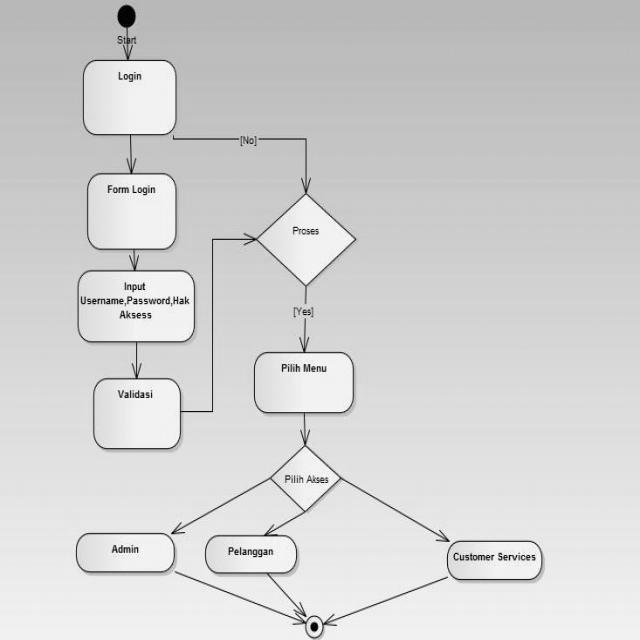 Start
Login
[No]
Form Login
Proses
Input
Username,Password,Hak
Aksess
[Yes]
Pilih Menu
Validasi
Pilih Akses
Admin
Pelanggan
Customer Services